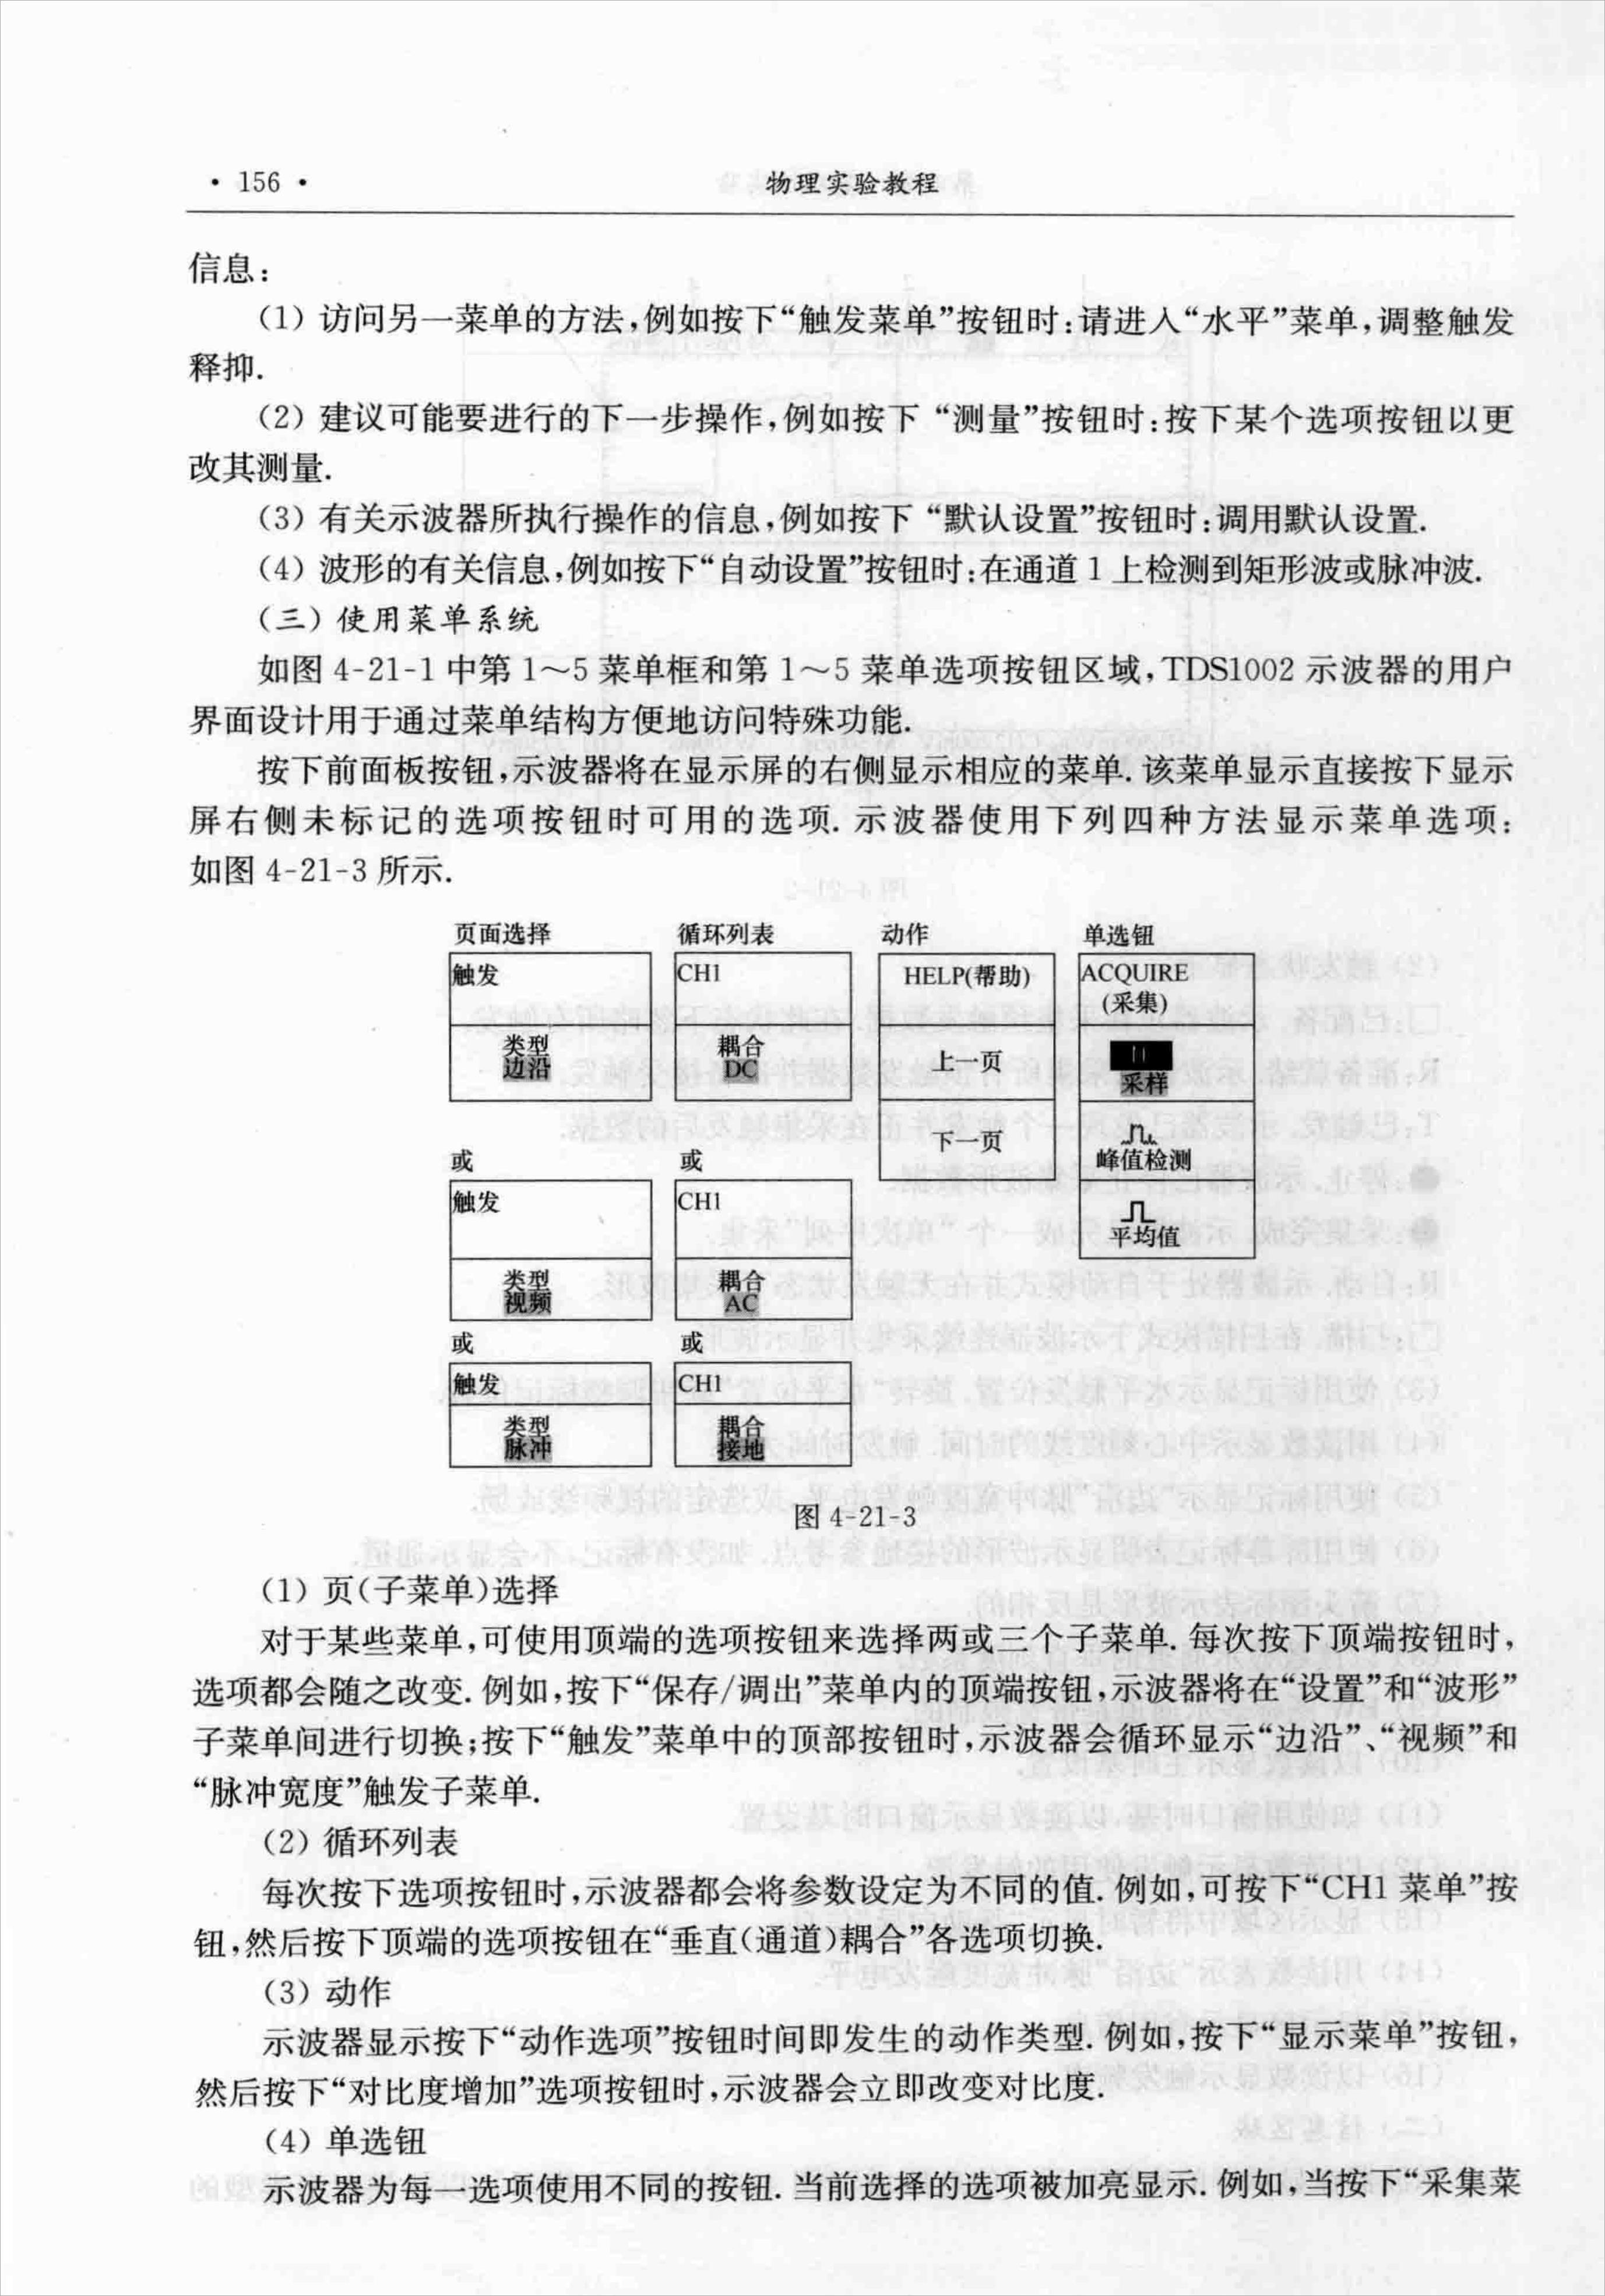 · 156 ·
物理实验教程
信息：
（1）访问另一菜单的方法，例如按下“触发菜单”按钮时：请进入“水平”菜单，调整触发
释抑.
（2）建议可能要进行的下一步操作，例如按下“测量”按钮时：按下某个选项按钮以更
改其测量.
（3）有关示波器所执行操作的信息，例如按下“默认设置”按钮时：调用默认设置.
（4）波形的有关信息，例如按下“自动设置”按钮时：在通道 1 上检测到矩形波或脉冲波.
（三）使用菜单系统
如图 4-21-1 中第 1～5 菜单框和第 1～5 菜单选项按钮区域，TDS1002 示波器的用户
界面设计用于通过菜单结构方便地访问特殊功能.
按下前面板按钮，示波器将在显示屏的右侧显示相应的菜单. 该菜单显示直接按下显示
屏右侧未标记的选项按钮时可用的选项. 示波器使用下列四种方法显示菜单选项：
如图 4-21-3 所示.
页面选择
触发
类型
边沿
或
触发
类型
视频
或
触发
类型
脉冲
循环列表
CH1
耦合
DC
或
CH1
耦合
AC
或
CH1
耦合
接地
动作
HELP(帮助)
上一页
下一页
单选钮
ACQUIRE
(采集)
采样
峰值检测
平均值
图 4-21-3
（1）页(子菜单)选择
对于某些菜单，可使用顶端的选项按钮来选择两或三个子菜单. 每次按下顶端按钮时，
选项都会随之改变. 例如，按下“保存/调出”菜单内的顶端按钮，示波器将在“设置”和“波形”
子菜单间进行切换；按下“触发”菜单中的顶部按钮时，示波器会循环显示“边沿”、“视频”和
“脉冲宽度”触发子菜单.
（2）循环列表
每次按下选项按钮时，示波器都会将参数设定为不同的值. 例如，可按下“CH1 菜单”按
钮，然后按下顶端的选项按钮在“垂直(通道)耦合”各选项切换.
（3）动作
示波器显示按下“动作选项”按钮时间即发生的动作类型. 例如，按下“显示菜单”按钮，
然后按下“对比度增加”选项按钮时，示波器会立即改变对比度.
（4）单选钮
示波器为每一选项使用不同的按钮. 当前选择的选项被加亮显示. 例如，当按下“采集菜